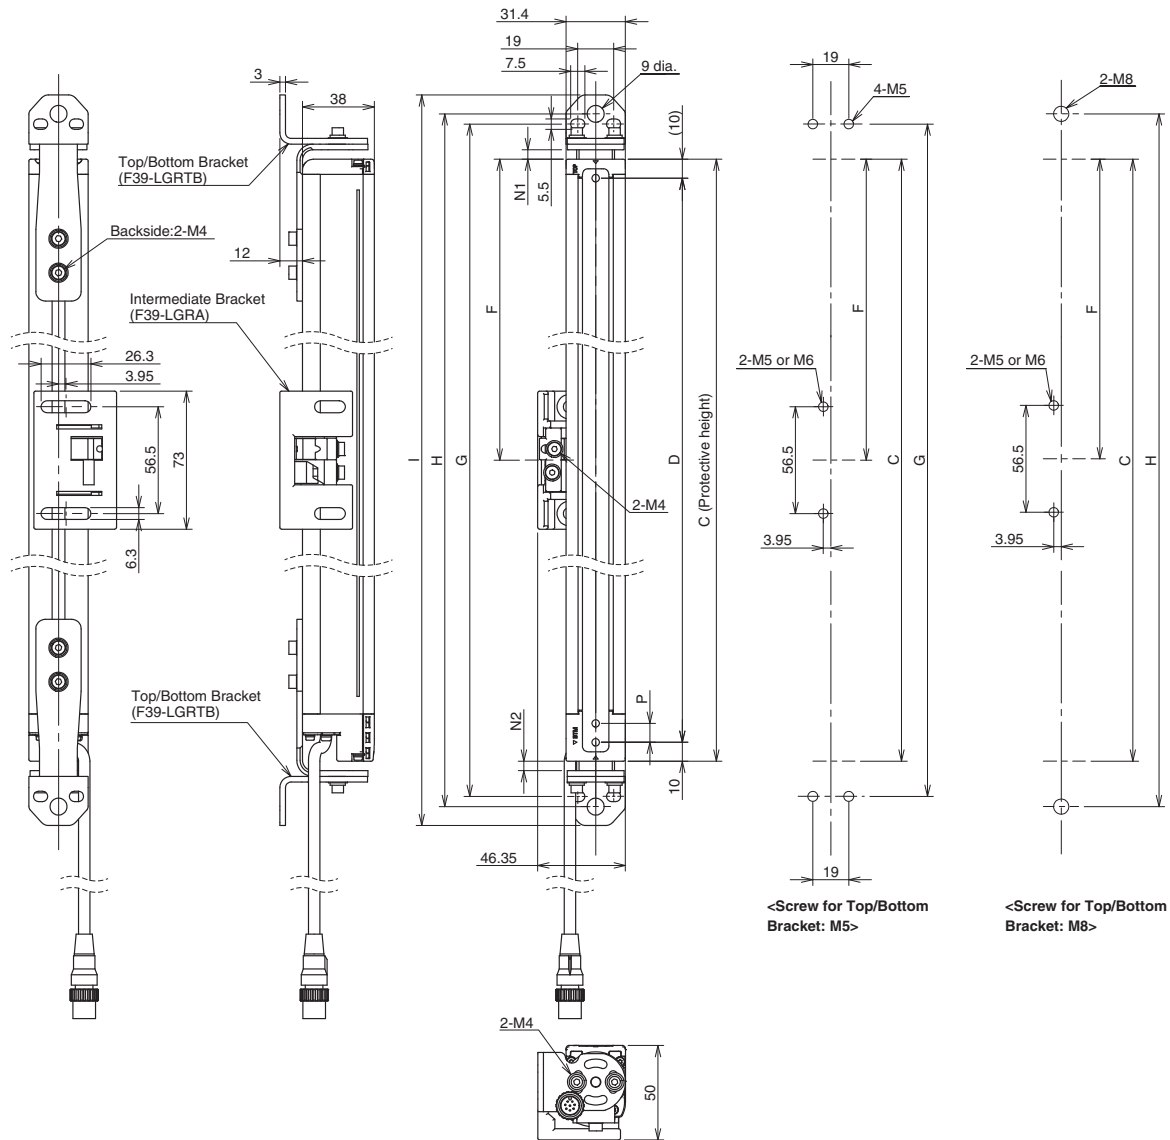 31.4
19
7.5
9 dia.
3
38
(10)
19
4-M5
2-M8
Top/Bottom Bracket
(F39-LGRTB)
N1
5.5
Backside:2-M4
12
Intermediate Bracket
(F39-LGRA)
F
F
F
26.3
3.95
2-M5 or M6
2-M5 or M6
56.5
73
I
H
G
D
C (Protective height)
56.5
C
G
56.5
C
H
2-M4
6.3
3.95
3.95
Top/Bottom Bracket
(F39-LGRTB)
N2
P
10
46.35
19
<Screw for Top/Bottom
Bracket: M5>
<Screw for Top/Bottom
Bracket: M8>
2-M4
50